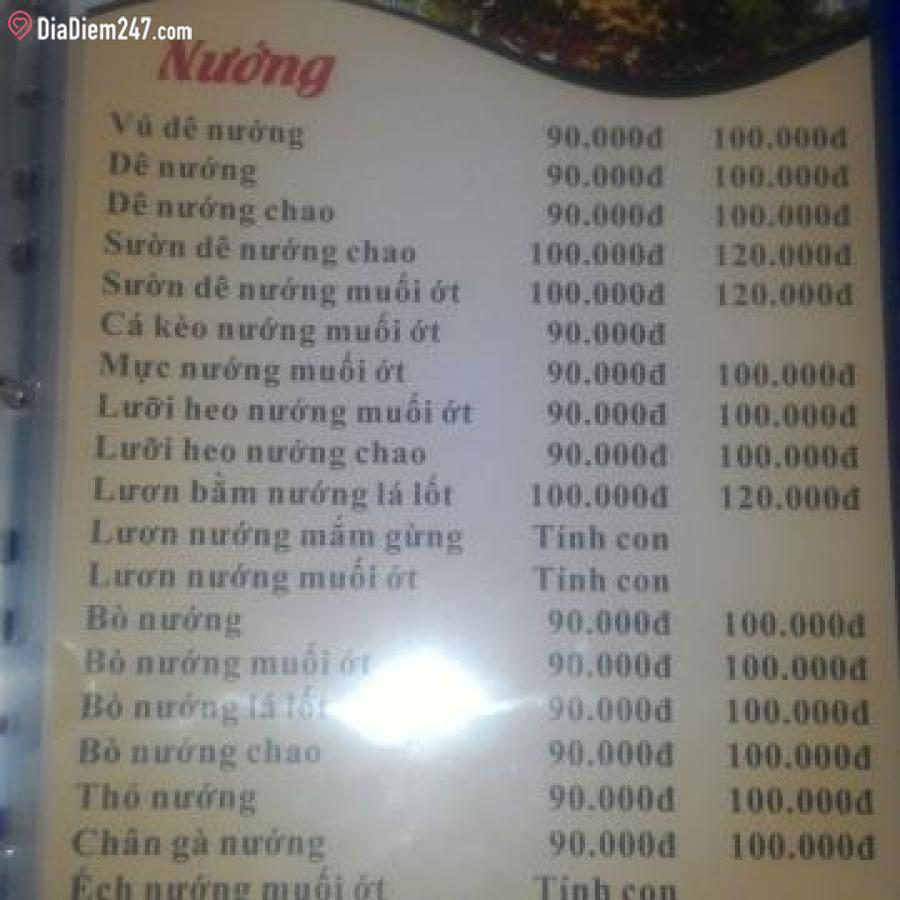 DiaDiem247.com
Nướng
Vú dê nướng 90.000đ 100.000đ
Dê nướng 90.000đ 100.000đ
Dê nướng chao 90.000đ 100.000đ
Sườn dê nướng chao 100.000đ 120.000đ
Sườn dê nướng muối ớt 100.000đ 120.000đ
Cá kèo nướng muối ớt 90.000đ
Mực nướng muối ớt 90.000đ 100.000đ
Lưỡi heo nướng muối ớt 90.000đ 100.000đ
Lưỡi heo nướng chao 90.000đ 100.000đ
Lươn bằm nướng lá lốt 100.000đ 120.000đ
Lươn nướng mắm gừng Tính con
Lươn nướng muối ớt Tính con
Bò nướng 90.000đ 100.000đ
Bò nướng muối ớt 90.000đ 100.000đ
Bò nướng lá lốt 90.000đ 100.000đ
Bò nướng chao 90.000đ 100.000đ
Thỏ nướng 90.000đ 100.000đ
Chân gà nướng 90.000đ 100.000đ
Ếch nướng muối ớt Tính con